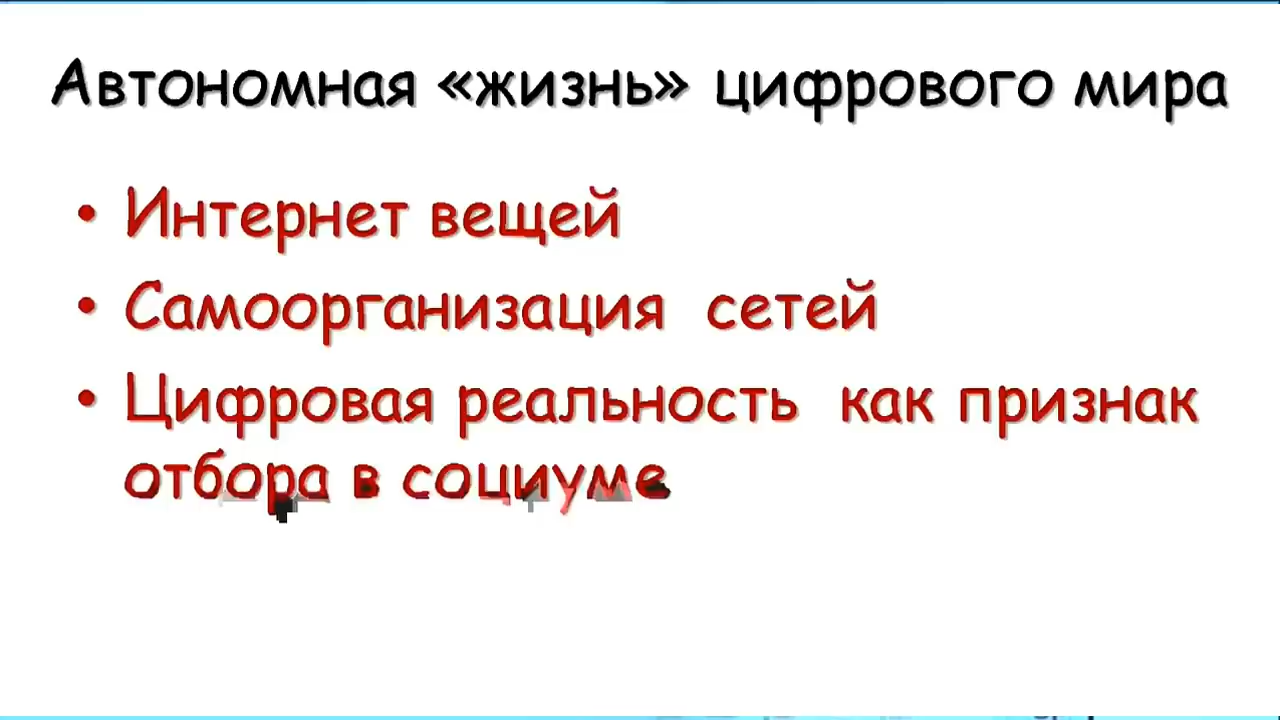 Автономная «жизнь» цифрового мира
• Интернет вещей
• Самоорганизация сетей
• Цифровая реальность как признак
отбора в социуме